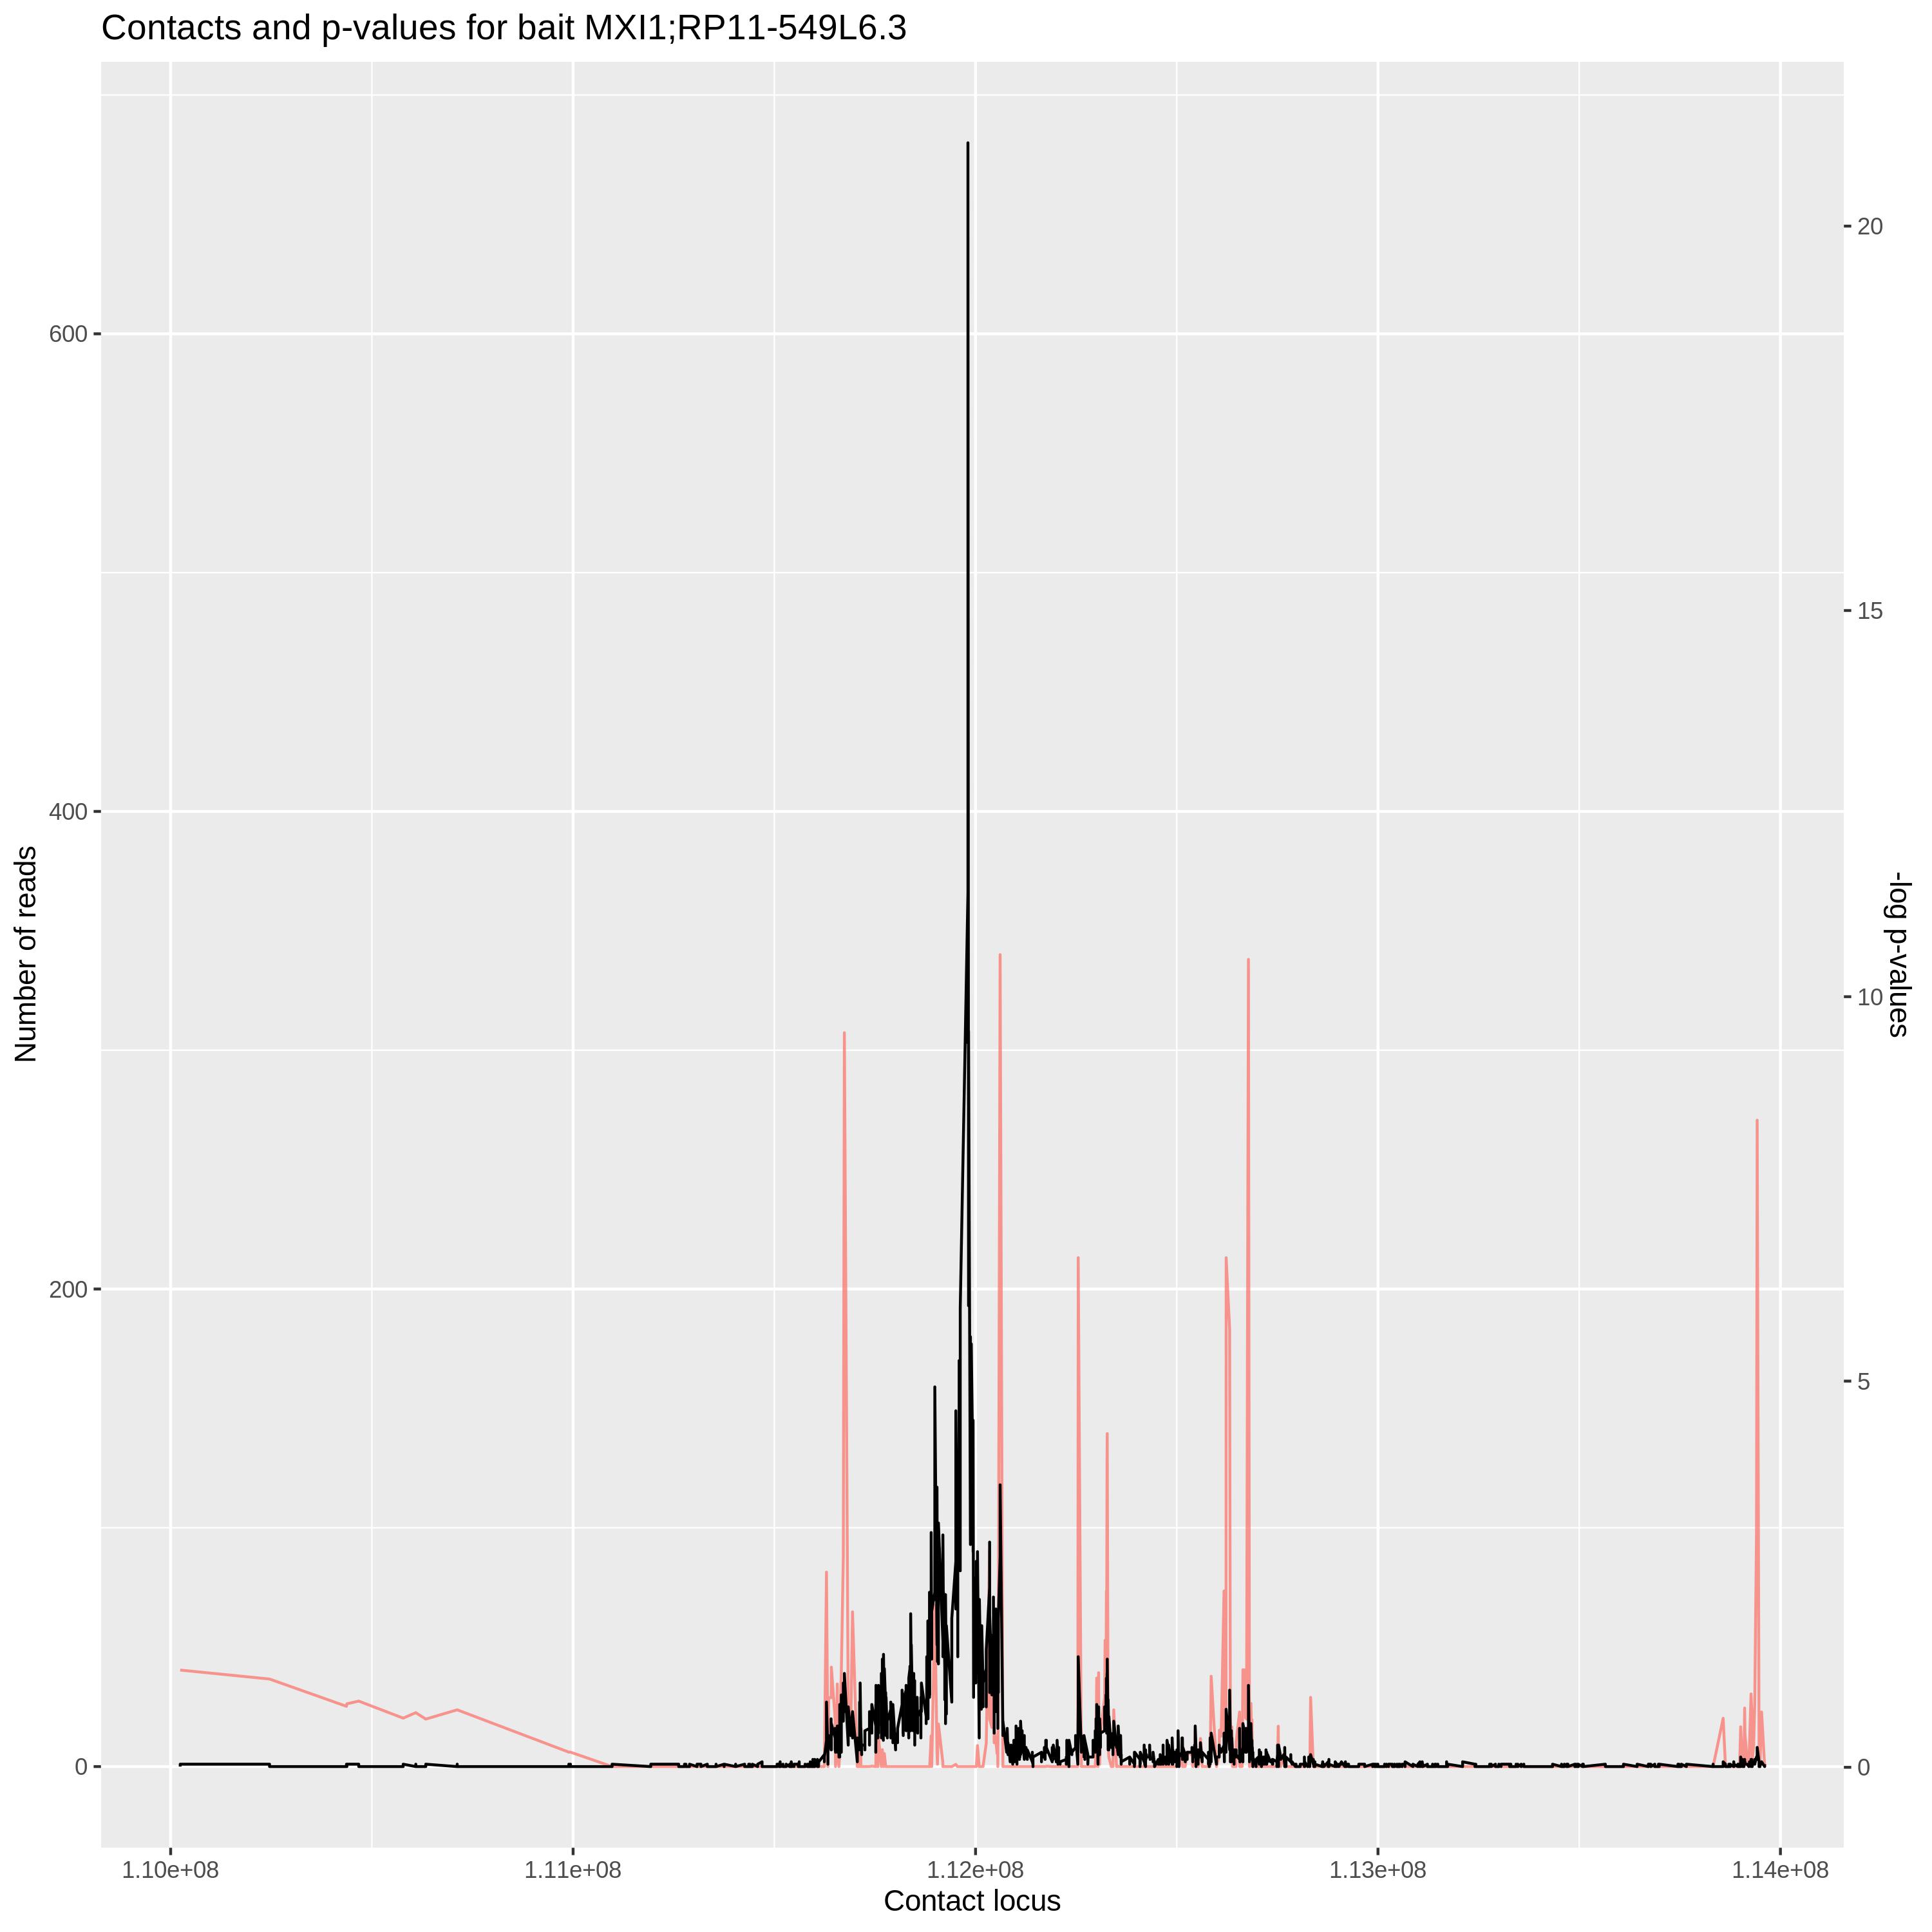 Contacts and p-values for bait MXI1;RP11-549L6.3
Number of reads
600
400
200
0
20
15
10
5
0
-log p-values
1.10e+08 1.11e+08 1.12e+08 1.13e+08 1.14e+08
Contact locus